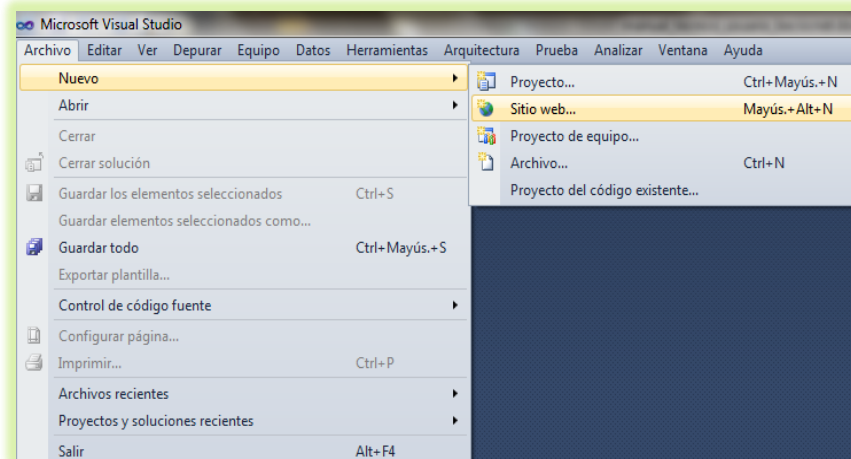 Microsoft Visual Studio
Archivo Editar Ver Depurar Equipo Datos Herramientas Arquitectura Prueba Analizar Ventana Ayuda
Nuevo
Abrir
Cerrar
Cerrar solución
Guardar los elementos seleccionados Ctrl+S
Guardar elementos seleccionados como...
Guardar todo Ctrl+Mayús.+S
Exportar plantilla...
Control de código fuente
Configurar página...
Imprimir... Ctrl+P
Archivos recientes
Proyectos y soluciones recientes
Salir Alt+F4
Proyecto... Ctrl+Mayús.+N
Sitio web... Mayús.+Alt+N
Proyecto de equipo...
Archivo... Ctrl+N
Proyecto del código existente...